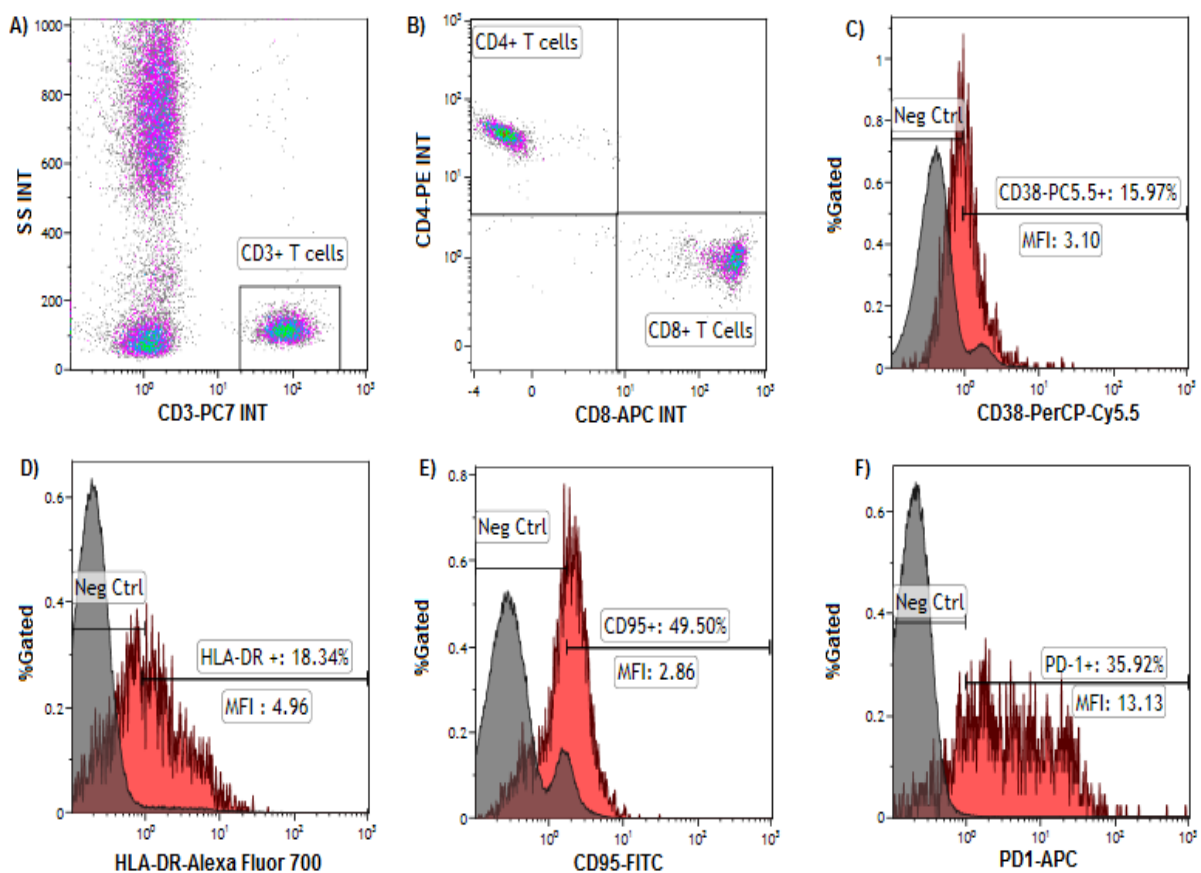 A)
1000
800
600
400
200
0
SS INT
CD3+ T cells
10⁰ 10¹ 10² 10³
CD3-PC7 INT
B)
CD4+ T cells
10³
10²
10¹
10⁰
0
CD4-PE INT
CD8+ T Cells
-4 0 10¹ 10² 10³
CD8-APC INT
C)
1
0.8
0.6
0.4
0.2
0
%Gated
Neg Ctrl
CD38-PC5.5+: 15.97%
MFI: 3.10
10⁰ 10¹ 10² 10³
CD38-PerCP-Cy5.5
D)
0.6
0.4
0.2
0
%Gated
Neg Ctrl
HLA-DR +: 18.34%
MFI : 4.96
10⁰ 10¹ 10² 10³
HLA-DR-Alexa Fluor 700
E)
0.8
0.6
0.4
0.2
0
%Gated
Neg Ctrl
CD95+: 49.50%
MFI: 2.86
10⁰ 10¹ 10² 10³
CD95-FITC
F)
0.6
0.4
0.2
0
%Gated
Neg Ctrl
PD-1+: 35.92%
MFI: 13.13
10⁰ 10¹ 10² 10³
PD1-APC